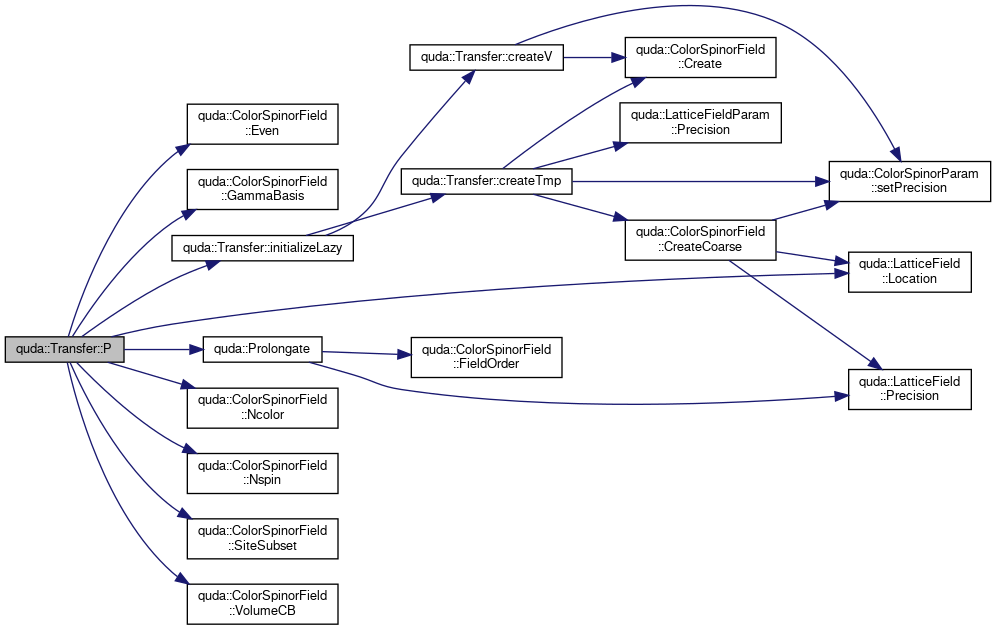 quda::Transfer::createV
quda::ColorSpinorField
::Create
quda::ColorSpinorField
::Even
quda::LatticeFieldParam
::Precision
quda::ColorSpinorField
::GammaBasis
quda::Transfer::createTmp
quda::ColorSpinorParam
::setPrecision
quda::Transfer::initializeLazy
quda::ColorSpinorField
::CreateCoarse
quda::LatticeField
::Location
quda::Transfer::P
quda::Prolongate
quda::ColorSpinorField
::FieldOrder
quda::LatticeField
::Precision
quda::ColorSpinorField
::Ncolor
quda::ColorSpinorField
::Nspin
quda::ColorSpinorField
::SiteSubset
quda::ColorSpinorField
::VolumeCB